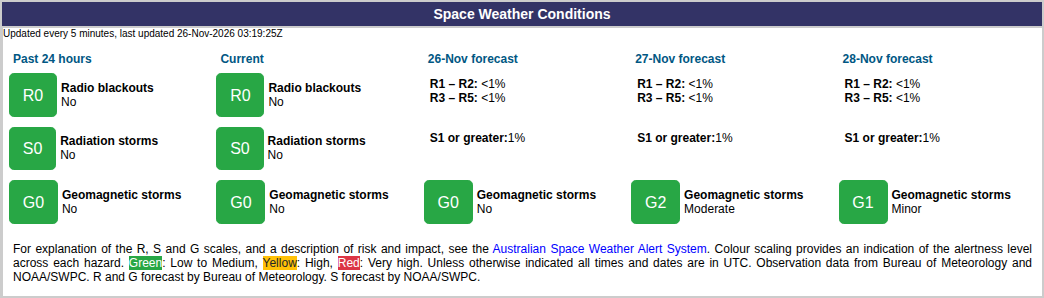 Space Weather Conditions
Updated every 5 minutes, last updated 26-Nov-2026 03:19:25Z
Past 24 hours
Current
26-Nov forecast
27-Nov forecast
28-Nov forecast
R0
Radio blackouts
No
R0
Radio blackouts
No
R1 – R2: <1%
R3 – R5: <1%
R1 – R2: <1%
R3 – R5: <1%
R1 – R2: <1%
R3 – R5: <1%
S0
Radiation storms
No
S0
Radiation storms
No
S1 or greater:1%
S1 or greater:1%
S1 or greater:1%
G0
Geomagnetic storms
No
G0
Geomagnetic storms
No
G0
Geomagnetic storms
No
G2
Geomagnetic storms
Moderate
G1
Geomagnetic storms
Minor
For explanation of the R, S and G scales, and a description of risk and impact, see the Australian Space Weather Alert System. Colour scaling provides an indication of the alertness level
across each hazard. Green: Low to Medium, Yellow: High, Red: Very high. Unless otherwise indicated all times and dates are in UTC. Observation data from Bureau of Meteorology and
NOAA/SWPC. R and G forecast by Bureau of Meteorology. S forecast by NOAA/SWPC.